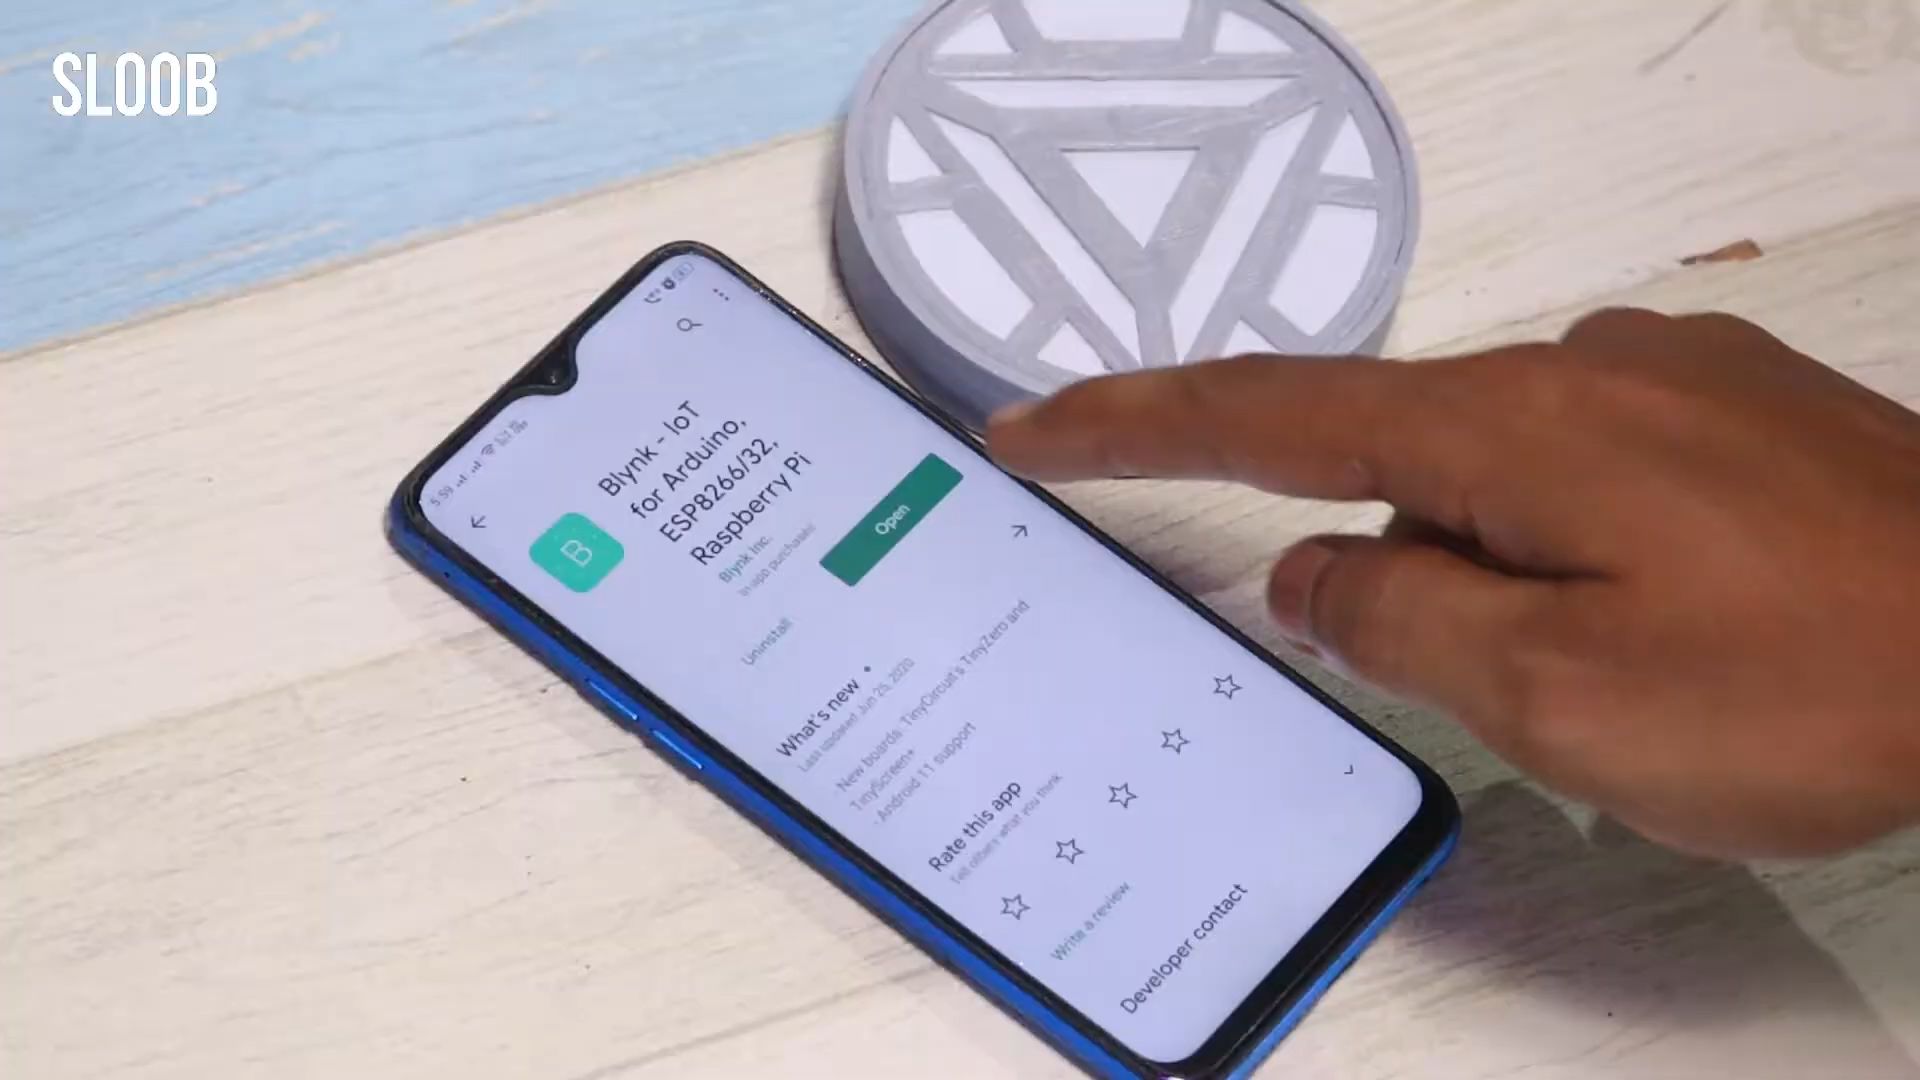 SLOOB
5:59
Blynk - IoT
for Arduino,
ESP8266/32,
Raspberry Pi
Blynk Inc.
In-app purchases
B
Open
Uninstall
What's new
Last updated Jun 25, 2020
- New boards: TinyCircuit's TinyZero and
TinyScreen+
- Android 11 support
Rate this app
Tell others what you think
Write a review
Developer contact